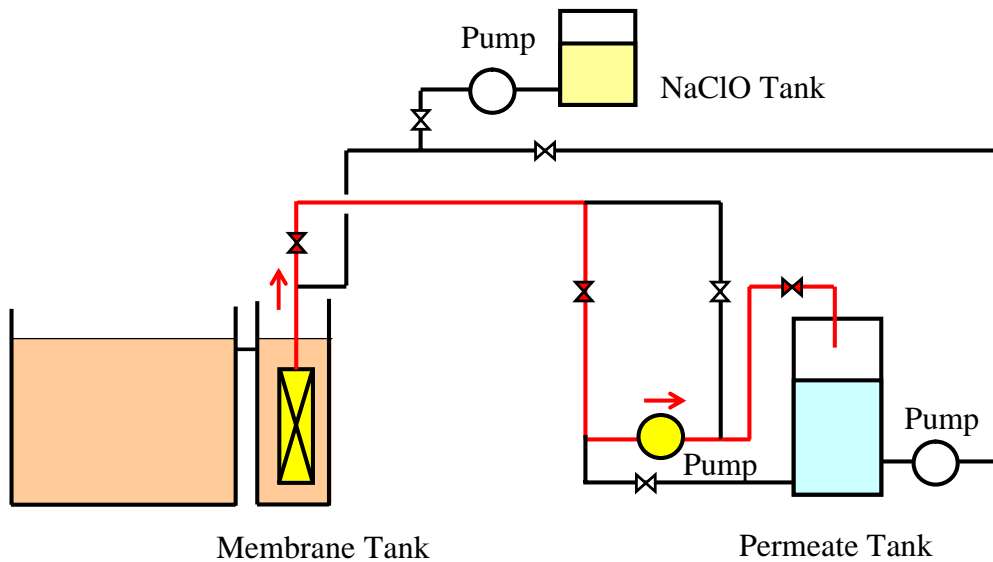 Pump
NaClO Tank
Pump
Pump
Membrane Tank
Permeate Tank